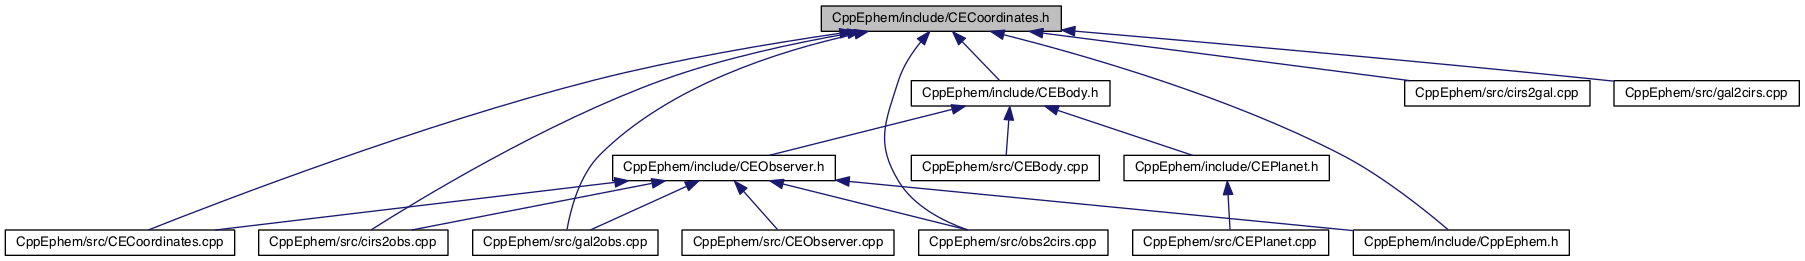 CppEphem/include/CECoordinates.h
CppEphem/include/CEBody.h
CppEphem/src/cirs2gal.cpp
CppEphem/src/gal2cirs.cpp
CppEphem/include/CEObserver.h
CppEphem/src/CEBody.cpp
CppEphem/include/CEPlanet.h
CppEphem/src/CECoordinates.cpp
CppEphem/src/cirs2obs.cpp
CppEphem/src/gal2obs.cpp
CppEphem/src/CEObserver.cpp
CppEphem/src/obs2cirs.cpp
CppEphem/src/CEPlanet.cpp
CppEphem/include/CppEphem.h